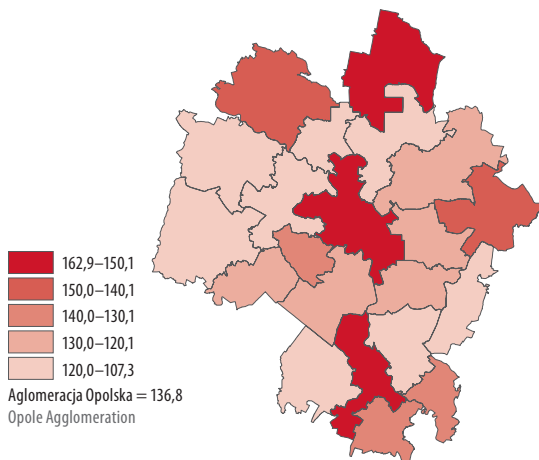 162,9–150,1
150,0–140,1
140,0–130,1
130,0–120,1
120,0–107,3
Aglomeracja Opolska = 136,8
Opole Agglomeration